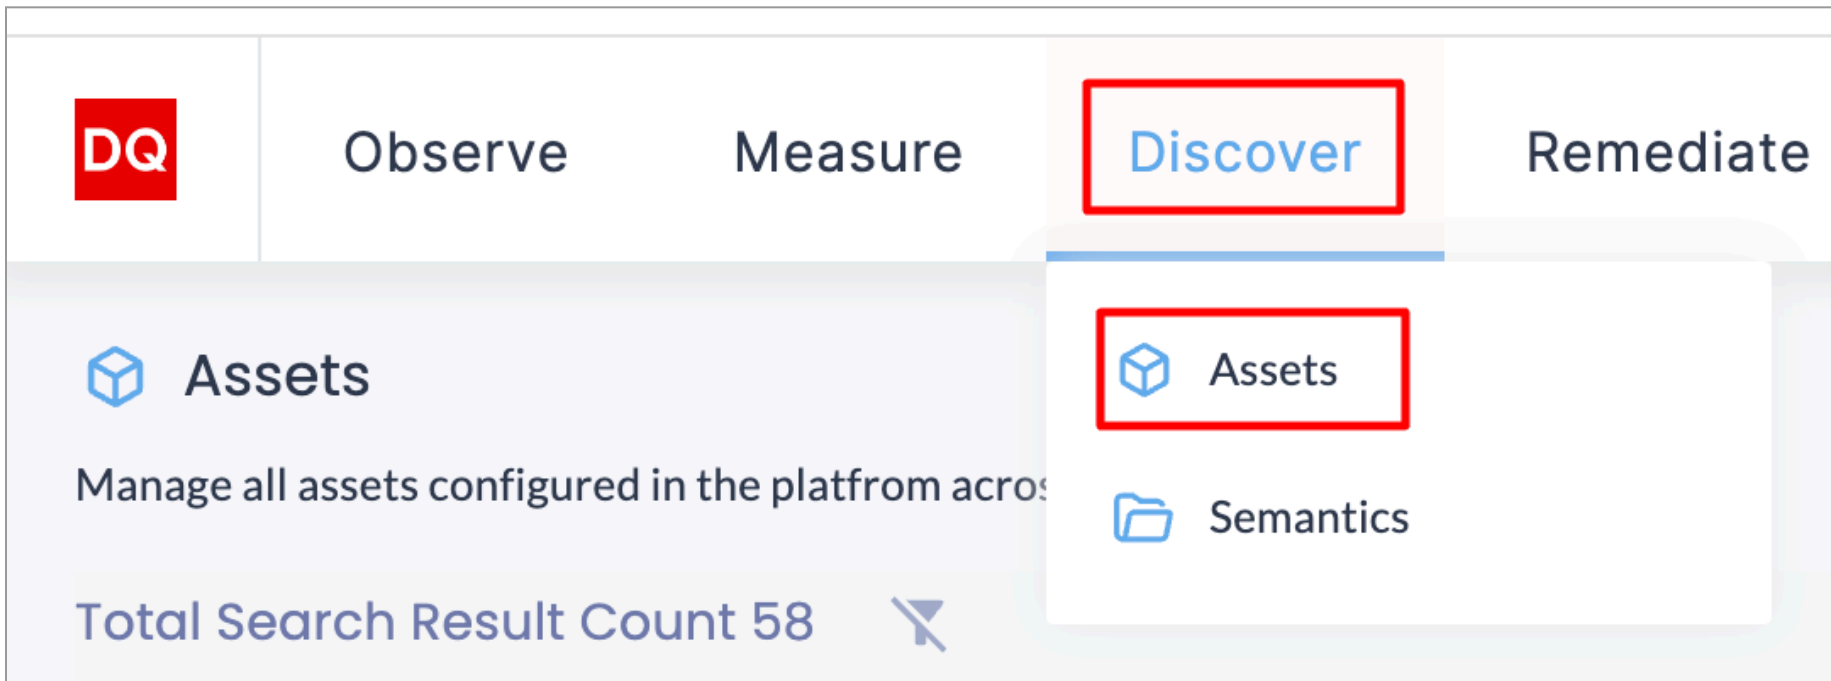 DQ Observe Measure Discover Remediate
Assets
Manage all assets configured in the platfrom acros
Total Search Result Count 58
Assets
Semantics